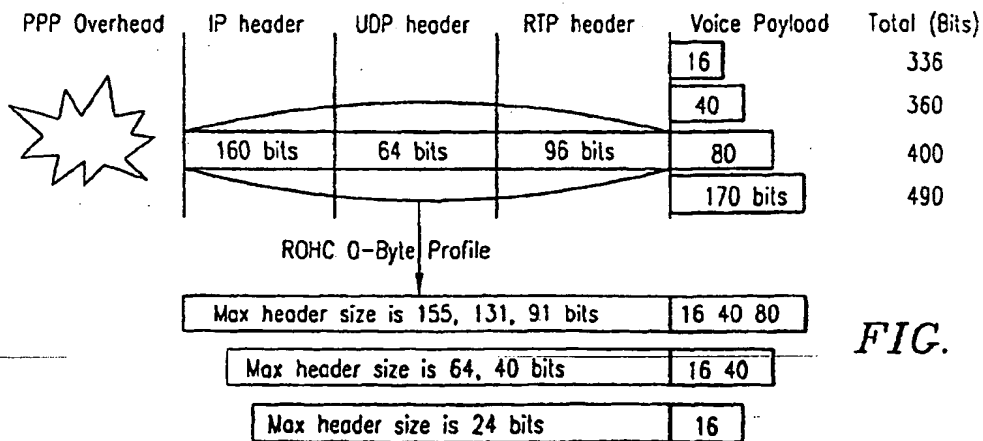 PPP Overhead IP header UDP header RTP header Voice Payload Total (Bits)
16 336
40 360
160 bits 64 bits 96 bits 80 400
170 bits 490
ROHC 0-Byte Profile
Max header size is 155, 131, 91 bits 16 40 80
FIG.
Max header size is 64, 40 bits 16 40
Max header size is 24 bits 16